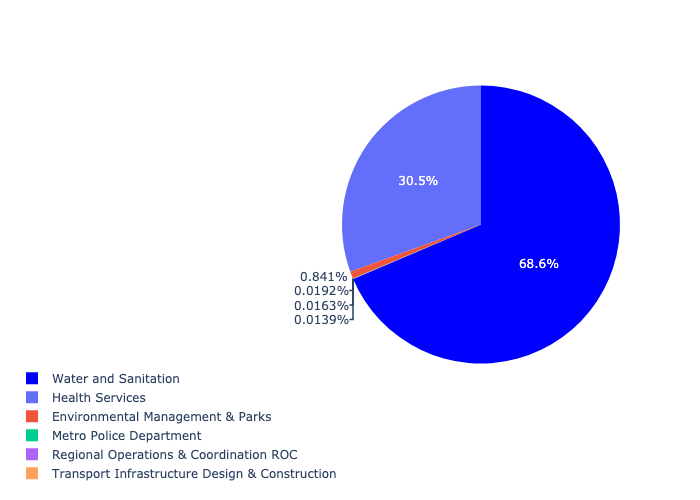 30.5%
68.6%
0.841%
0.0192%
0.0163%
0.0139%
Water and Sanitation
Health Services
Environmental Management & Parks
Metro Police Department
Regional Operations & Coordination ROC
Transport Infrastructure Design & Construction